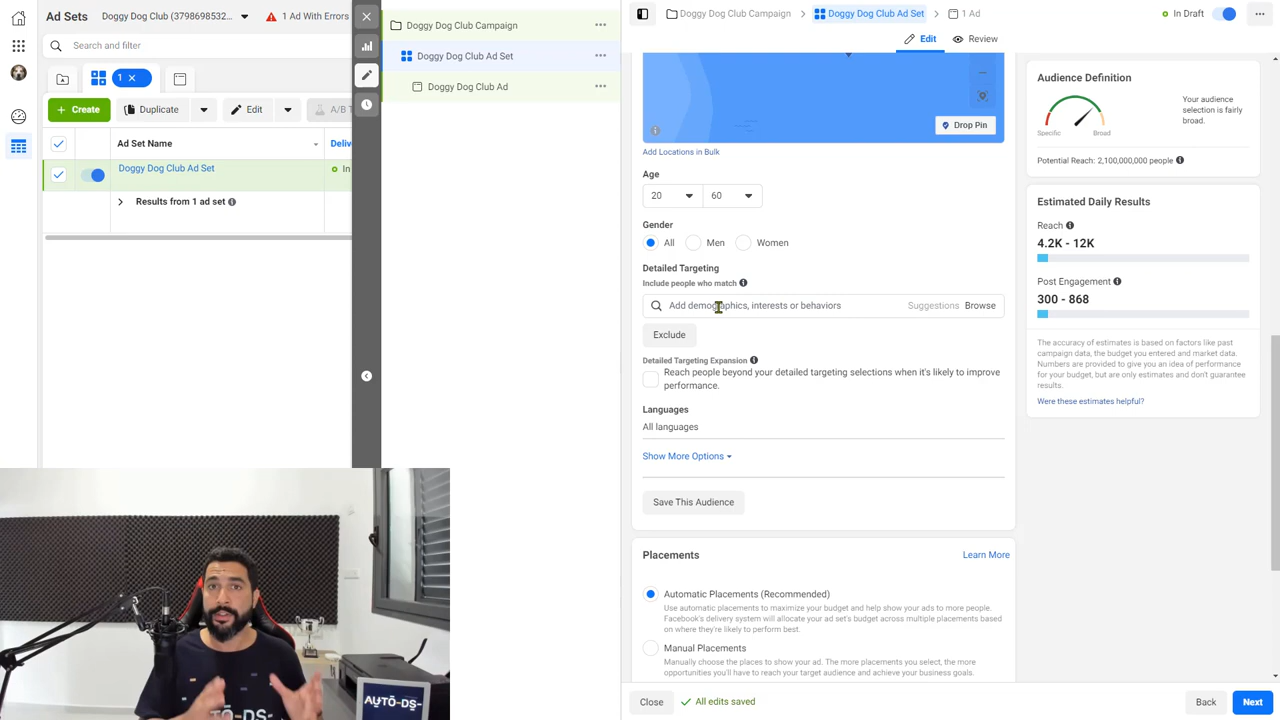 Ad Sets
Doggy Dog Club (3798698532...
1 Ad With Errors
Search and filter
1
Create
Duplicate
Edit
A/B T
Ad Set Name
Delive
Doggy Dog Club Ad Set
In
Results from 1 ad set
Doggy Dog Club Campaign
Doggy Dog Club Ad Set
Doggy Dog Club Ad
Doggy Dog Club Campaign
Doggy Dog Club Ad Set
1 Ad
In Draft
Edit
Review
Drop Pin
Add Locations in Bulk
Age
20
60
Gender
All
Men
Women
Detailed Targeting
Include people who match
Add demographics, interests or behaviors
Suggestions
Browse
Exclude
Detailed Targeting Expansion
Reach people beyond your detailed targeting selections when it's likely to improve
performance.
Languages
All languages
Show More Options
Save This Audience
Placements
Learn More
Automatic Placements (Recommended)
Use automatic placements to maximize your budget and help show your ads to more people.
Facebook's delivery system will allocate your ad set's budget across multiple placements based
on where they're likely to perform best.
Manual Placements
Manually choose the places to show your ad. The more placements you select, the more
opportunities you'll have to reach your target audience and achieve your business goals.
Close
All edits saved
Back
Next
Audience Definition
Specific
Broad
Your audience
selection is fairly
broad.
Potential Reach: 2,100,000,000 people
Estimated Daily Results
Reach
4.2K - 12K
Post Engagement
300 - 868
The accuracy of estimates is based on factors like past
campaign data, the budget you entered and market data.
Numbers are provided to give you an idea of performance
for your budget, but are only estimates and don't guarantee
results.
Were these estimates helpful?
AUTO-DS-
AUTO-DS-